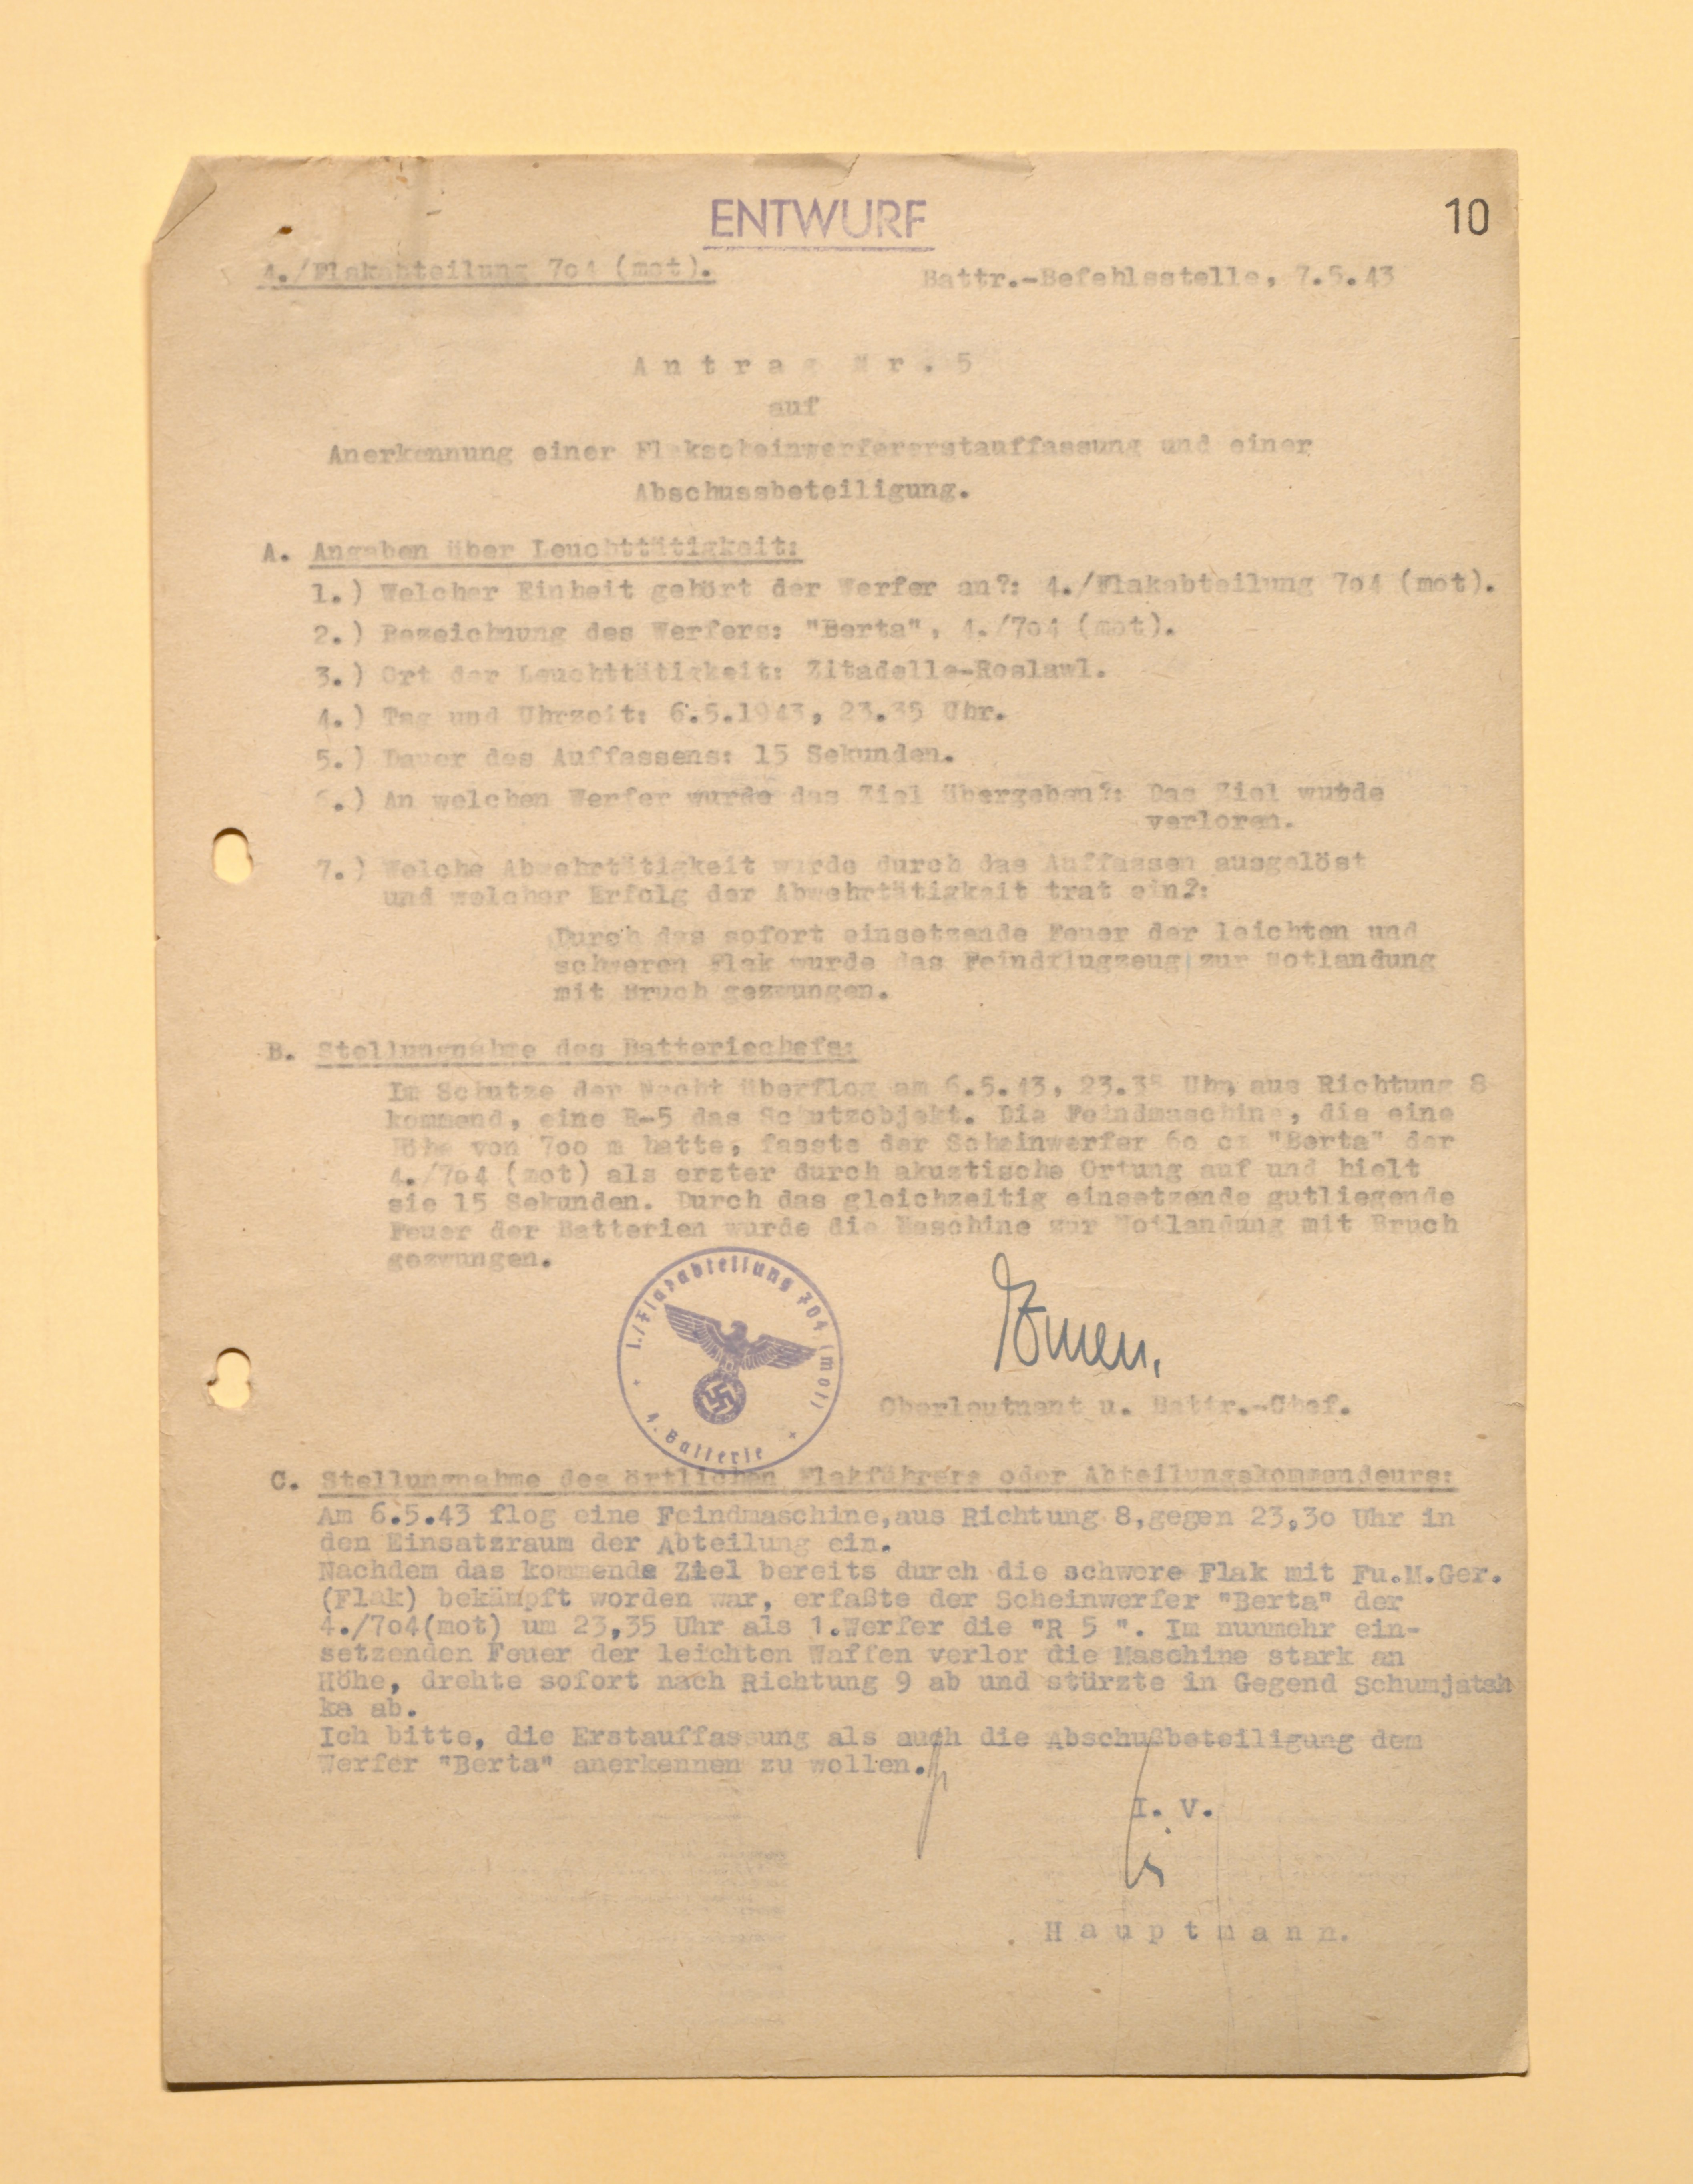 ENTWURF
10
4./Flakabteilung 7o4 (mot).
Battr.-Befehlsstelle, 7.5.43
Antrag Nr. 5
auf
Anerkennung einer Flakscheinwerfererstauffassung und einer
Abschussbeteiligung.
A. Angaben über Leuchttätigkeit:
1.) Welcher Einheit gehört der Werfer an?: 4./Flakabteilung 7o4 (mot).
2.) Bezeichnung des Werfers: "Berta", 4./7o4 (mot).
3.) Ort der Leuchttätigkeit: Zitadelle-Roslawl.
4.) Tag und Uhrzeit: 6.5.1943, 23.35 Uhr.
5.) Dauer des Auffassens: 15 Sekunden.
6.) An welchen Werfer wurde das Ziel übergeben?: Das Ziel wurde
verloren.
7.) Welche Abwehrtätigkeit wurde durch das Auffassen ausgelöst
und welcher Erfolg der Abwehrtätigkeit trat ein?:
Durch das sofort einsetzende Feuer der leichten und
schweren Flak wurde das Feindflugzeug zur Notlandung
mit Bruch gezwungen.
B. Stellungnahme des Batteriechefs:
Im Schutze der Nacht überflog am 6.5.43, 23.35 Uhr, aus Richtung 8
kommend, eine R-5 das Schutzobjekt. Die Feindmaschine, die eine
Höhe von 7oo m hatte, fasste der Scheinwerfer 6o cm "Berta" der
4./7o4 (mot) als erster durch akustische Ortung auf und hielt
sie 15 Sekunden. Durch das gleichzeitig einsetzende gutliegende
Feuer der Batterien wurde die Maschine zur Notlandung mit Bruch
gezwungen.
I./Flakabteilung 704 (mot)
4. Batterie
Oberleutnant u. Battr.-Chef.
C. Stellungnahme des örtlichen Flakführers oder Abteilungskommandeurs:
Am 6.5.43 flog eine Feindmaschine,aus Richtung 8,gegen 23,3o Uhr in
den Einsatzraum der Abteilung ein.
Nachdem das kommende Ziel bereits durch die schwere Flak mit Fu.M.Ger.
(Flak) bekämpft worden war, erfaßte der Scheinwerfer "Berta" der
4./7o4(mot) um 23,35 Uhr als 1.Werfer die "R 5 ". Im nunmehr ein-
setzenden Feuer der leichten Waffen verlor die Maschine stark an
Höhe, drehte sofort nach Richtung 9 ab und stürzte in Gegend Schumjatsh
ka ab.
Ich bitte, die Erstauffassung als auch die Abschußbeteiligung dem
Werfer "Berta" anerkennen zu wollen.
I. V.
Hauptmann.